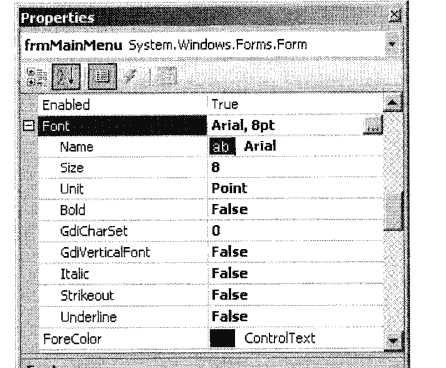 Properties
frmMainMenu System.Windows.Forms.Form
Enabled True
Font Arial, 8pt ...
Name ab Arial
Size 8
Unit Point
Bold False
GdiCharSet 0
GdiVerticalFont False
Italic False
Strikeout False
Underline False
ForeColor ControlText